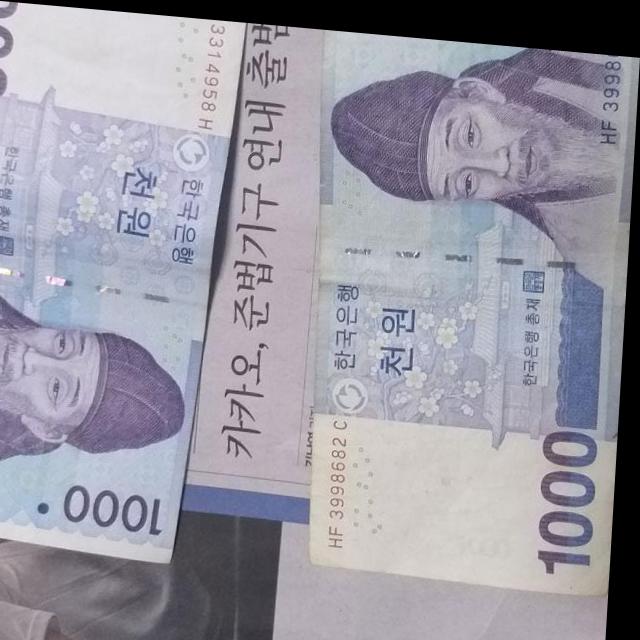 카카오, 준법기구 연내 출범
3314958 H
한국은행
천원
한국은행 총재
1000
HF 3998682 C
한국은행
천원
한국은행 총재
1000
HF 3998